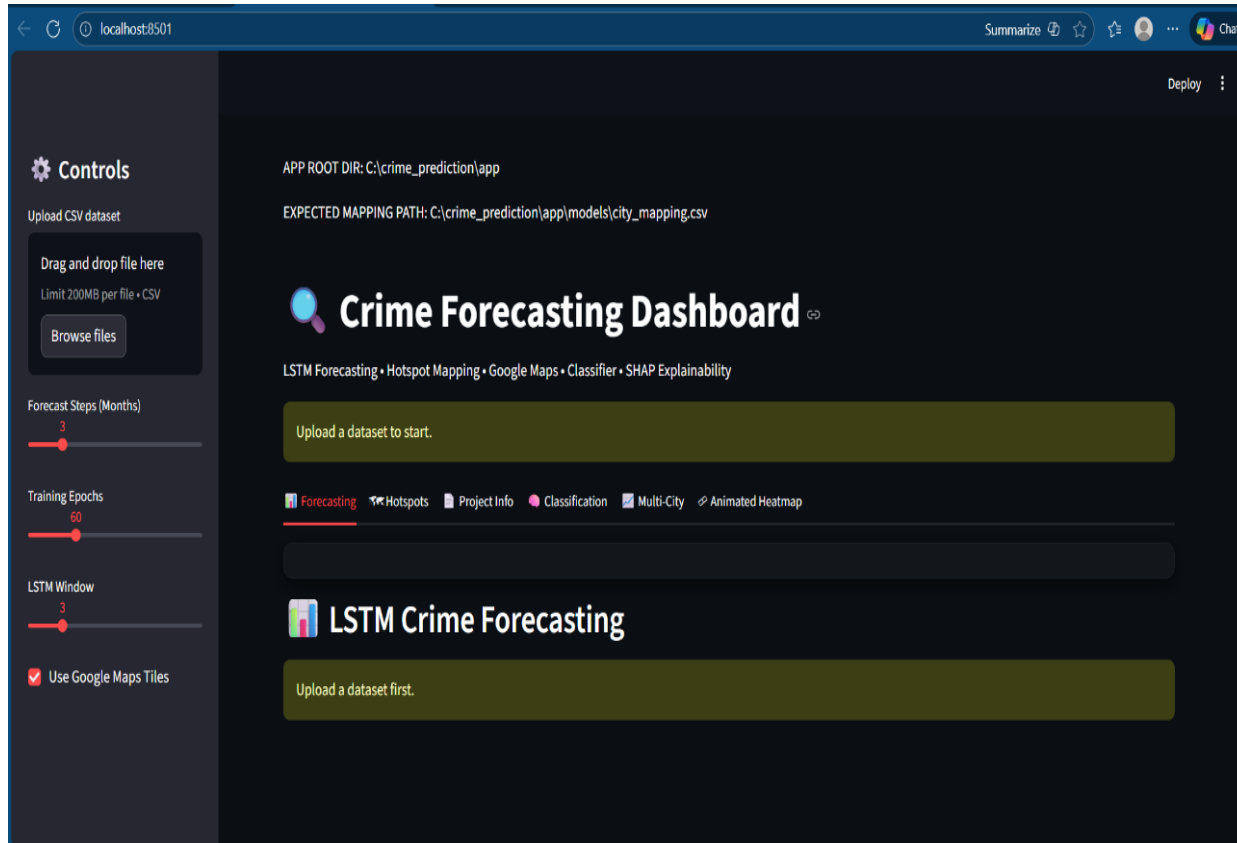 localhost:8501
Summarize
Chat
Deploy
Controls
Upload CSV dataset
Drag and drop file here
Limit 200MB per file • CSV
Browse files
Forecast Steps (Months)
3
Training Epochs
60
LSTM Window
3
Use Google Maps Tiles
APP ROOT DIR: C:\crime_prediction\app
EXPECTED MAPPING PATH: C:\crime_prediction\app\models\city_mapping.csv
Crime Forecasting Dashboard
LSTM Forecasting • Hotspot Mapping • Google Maps • Classifier • SHAP Explainability
Upload a dataset to start.
Forecasting Hotspots Project Info Classification Multi-City Animated Heatmap
LSTM Crime Forecasting
Upload a dataset first.